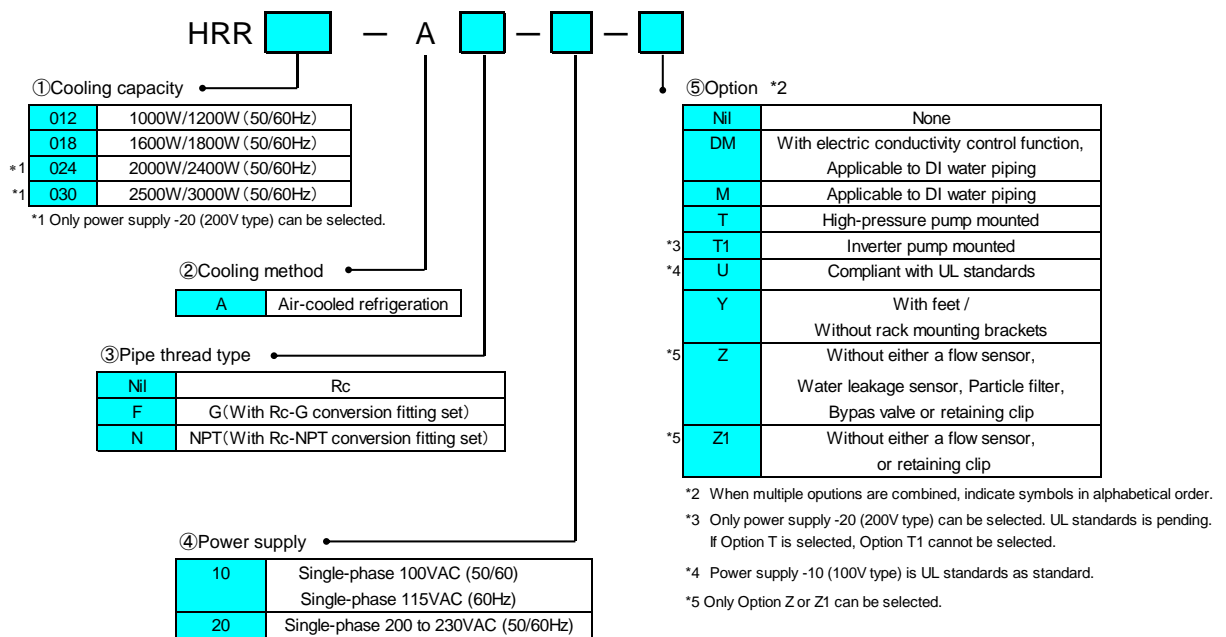 HRR － A － －
①Cooling capacity
012 1000W/1200W（50/60Hz）
018 1600W/1800W（50/60Hz）
*1 024 2000W/2400W（50/60Hz）
*1 030 2500W/3000W（50/60Hz）
*1 Only power supply -20 (200V type) can be selected.
②Cooling method
A Air-cooled refrigeration
③Pipe thread type
Nil Rc
F G（With Rc-G conversion fitting set）
N NPT（With Rc-NPT conversion fitting set）
④Power supply
10 Single-phase 100VAC (50/60)
Single-phase 115VAC (60Hz)
20 Single-phase 200 to 230VAC (50/60Hz)
⑤Option *2
Nil None
DM With electric conductivity control function,
Applicable to DI water piping
M Applicable to DI water piping
T High-pressure pump mounted
*3 T1 Inverter pump mounted
*4 U Compliant with UL standards
Y With feet /
Without rack mounting brackets
*5 Z Without either a flow sensor,
Water leakage sensor, Particle filter,
Bypas valve or retaining clip
*5 Z1 Without either a flow sensor,
or retaining clip
*2 When multiple oputions are combined, indicate symbols in alphabetical order.
*3 Only power supply -20 (200V type) can be selected. UL standards is pending.
If Option T is selected, Option T1 cannot be selected.
*4 Power supply -10 (100V type) is UL standards as standard.
*5 Only Option Z or Z1 can be selected.